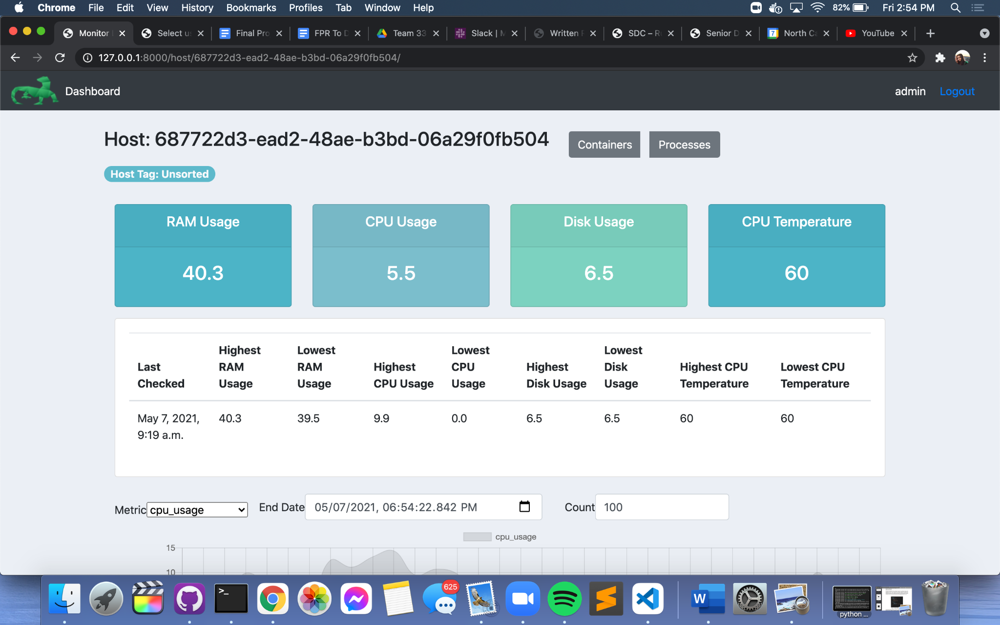 Chrome File Edit View History Bookmarks Profiles Tab Window Help 82% Fri 2:54 PM
Monitor Select us Final Pro FPR To D Team 33 Slack | M Written SDC – Ru Senior D 7 North Ca YouTube
127.0.0.1:8000/host/687722d3-ead2-48ae-b3bd-06a29f0fb504/
Dashboard admin Logout
Host: 687722d3-ead2-48ae-b3bd-06a29f0fb504 Containers Processes
Host Tag: Unsorted
RAM Usage CPU Usage Disk Usage CPU Temperature
40.3 5.5 6.5 60
Last Checked Highest RAM Usage Lowest RAM Usage Highest CPU Usage Lowest CPU Usage Highest Disk Usage Lowest Disk Usage Highest CPU Temperature Lowest CPU Temperature
May 7, 2021, 9:19 a.m. 40.3 39.5 9.9 0.0 6.5 6.5 60 60
Metric cpu_usage End Date 05/07/2021, 06:54:22.842 PM Count 100
cpu_usage
15
10
>_ 625 W
python ...